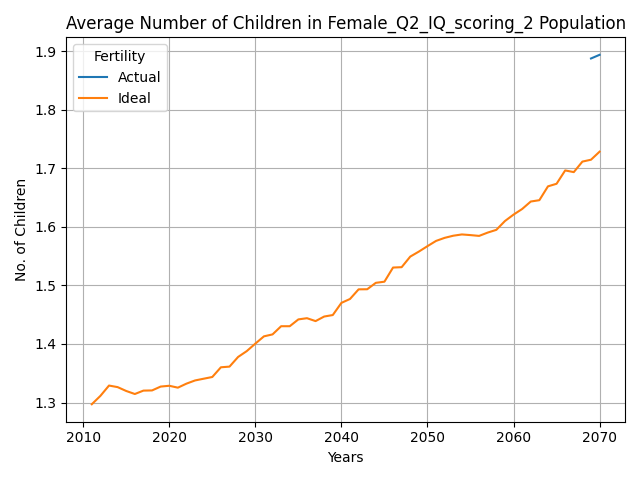 Average Number of Children in Female_Q2_IQ_scoring_2 Population
Fertility
Actual
Ideal
1.9
1.8
1.7
1.6
1.5
1.4
1.3
No. of Children
2010 2020 2030 2040 2050 2060 2070
Years